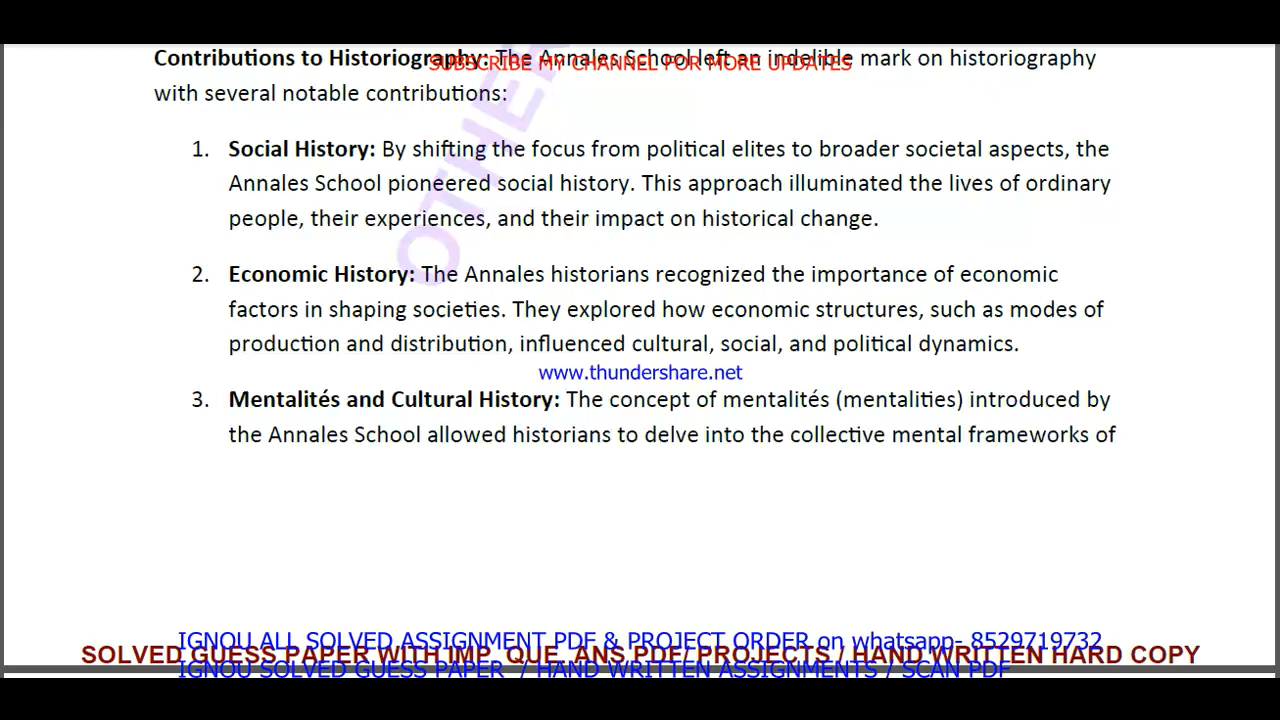 Contributions to Historiography: The Annales School left an indelible mark on historiography
SUBSCRIBE MY CHANNEL FOR MORE UPDATES
with several notable contributions:
OTHER
1. Social History: By shifting the focus from political elites to broader societal aspects, the
Annales School pioneered social history. This approach illuminated the lives of ordinary
people, their experiences, and their impact on historical change.
2. Economic History: The Annales historians recognized the importance of economic
factors in shaping societies. They explored how economic structures, such as modes of
production and distribution, influenced cultural, social, and political dynamics.
www.thundershare.net
3. Mentalités and Cultural History: The concept of mentalités (mentalities) introduced by
the Annales School allowed historians to delve into the collective mental frameworks of
IGNOU ALL SOLVED ASSIGNMENT PDF & PROJECT ORDER on whatsapp- 8529719732
SOLVED GUESS PAPER WITH IMP QUE ANS PDF/ PROJECTS / HAND WRITTEN HARD COPY
IGNOU SOLVED GUESS PAPER / HAND WRITTEN ASSIGNMENTS / SCAN PDF